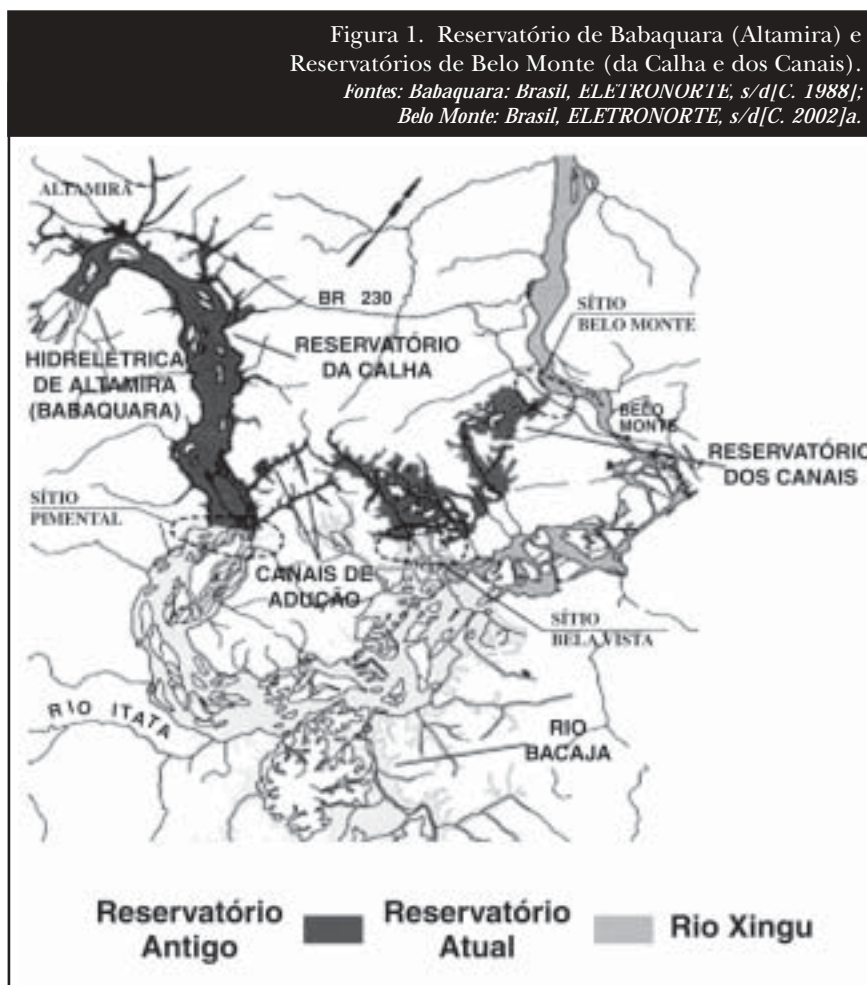 Figura 1. Reservatório de Babaquara (Altamira) e
Reservatórios de Belo Monte (da Calha e dos Canais).
Fontes: Babaquara: Brasil, ELETRONORTE, s/d[C. 1988];
Belo Monte: Brasil, ELETRONORTE, s/d[C. 2002]a.
ALTAMIRA
BR 230
SÍTIO
BELO MONTE
HIDRELÉTRICA
DE ALTAMIRA
(BABAQUARA)
RESERVATÓRIO
DA CALHA
BELO
MONTE
RESERVATÓRIO
DOS CANAIS
SÍTIO
PIMENTAL
CANAIS DE
ADUÇÃO
SÍTIO
BELA VISTA
RIO ITATA
RIO
BACAJA
Reservatório
Antigo
Reservatório
Atual
Rio Xingu